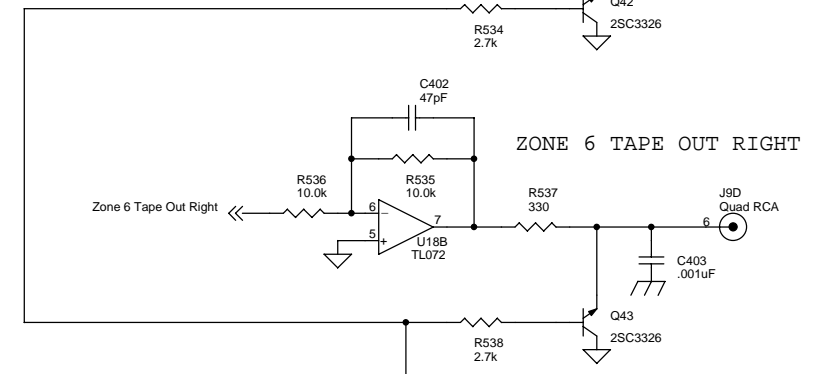 Q42
2SC3326
R534
2.7k
C402
47pF
ZONE 6 TAPE OUT RIGHT
R536
10.0k
R535
10.0k
R537
330
J9D
Quad RCA
Zone 6 Tape Out Right
6
-
5
+
7
U18B
TL072
6
C403
.001uF
Q43
2SC3326
R538
2.7k